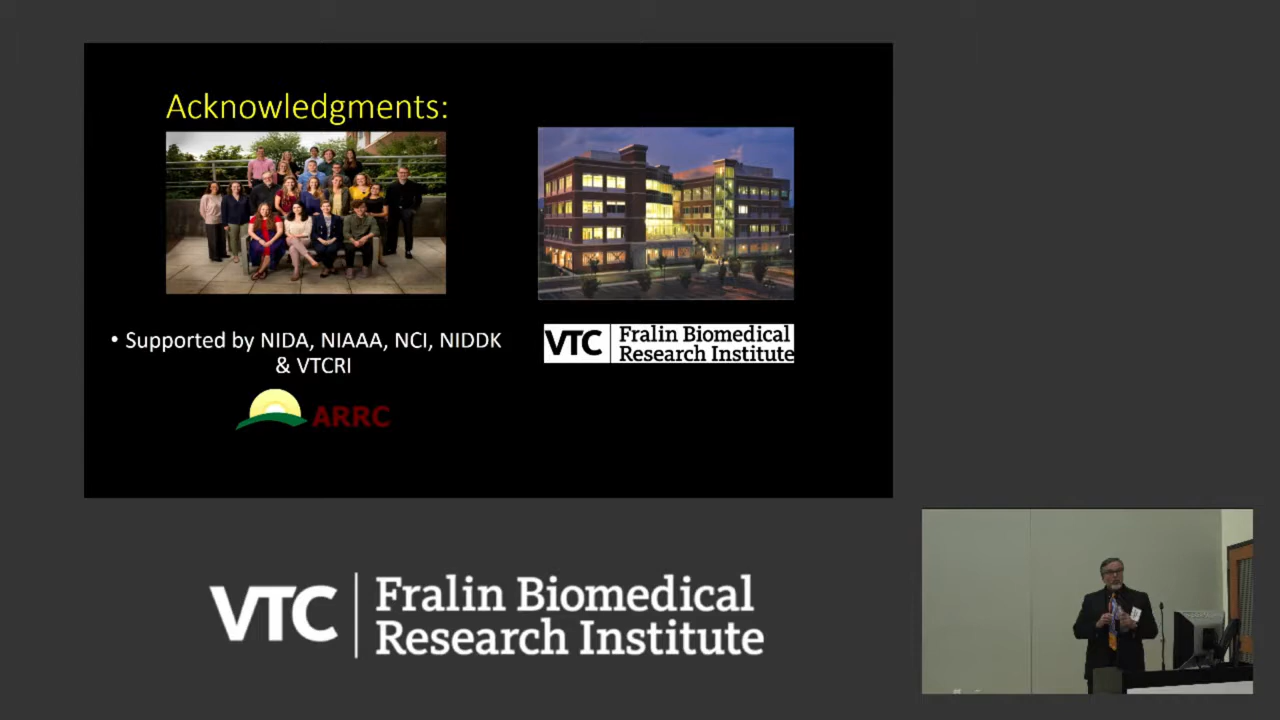 Acknowledgments:
• Supported by NIDA, NIAAA, NCI, NIDDK
& VTCRI
ARRC
VTC
Fralin Biomedical
Research Institute
VTC
Fralin Biomedical
Research Institute